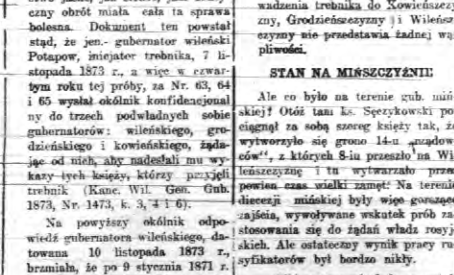 czny obrót miała cała ta sprawa
bolesna. Dokument ten powstał
stąd, że jen.- gubernator wileński
Potapow, inicjator trebnika, 7 li-
stopada 1873 r., a więc w czwar-
tym roku tej próby, za Nr. 63, 64
i 65 wysłał okólnik konfidencjonal
ny do trzech podwładnych sobie
gubernatorów: wileńskiego, gro-
dzieńskiego i kowieńskiego, żąda-
jąc od nich, aby nadesłali mu wy-
kazy tych księży, którzy przyjęli
trebnik (Kanc. Wil. Gen. Gub.
1873, Nr. 1473, k. 3, 4 i 6).
Na powyższy okólnik odpo-
wiedź gubernatora wileńskiego, da-
towana 10 listopada 1873 r.,
brzmiała, że po 9 stycznia 1871 r.
wadzenia trebnika do Kowieńszczy
zny, Grodzieńszczyzny i Wileńsz
czyzny nie przedstawia żadnej wą
pliwości.
STAN NA MIŃSZCZYŹNIE
Ale co było na terenie gub. miń
skiej? Otóż tam ks. Sęczykowski po
ciągnął za sobą szereg księży tak, że
wytworzyło się grono 14-u „rządow
ców", z których 8-iu przeszło na Wi
leńszczyznę i tu wytwarzało przez
pewien czas wielki zamęt. Na terenie
diecezji mińskiej były więc gorszące
zajścia, wywoływane wskutek prób za
stosowania się do żądań władz rosyj
skich. Ale ostateczny wynik pracy ru
syfikatorów był bordzo nikły.